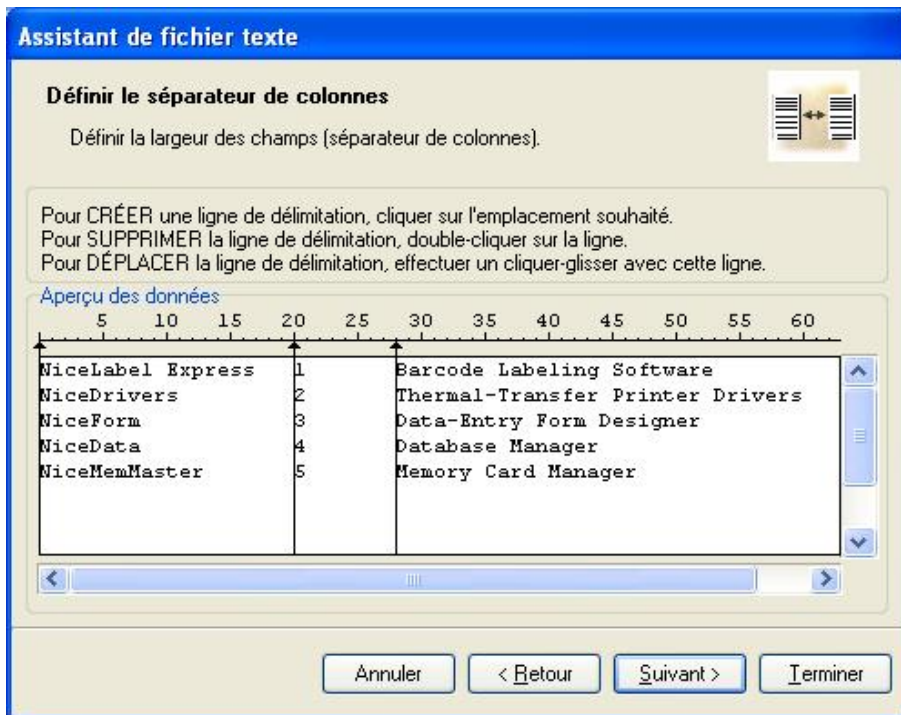 Assistant de fichier texte
Définir le séparateur de colonnes
Définir la largeur des champs (séparateur de colonnes).
Pour CRÉER une ligne de délimitation, cliquer sur l'emplacement souhaité.
Pour SUPPRIMER la ligne de délimitation, double-cliquer sur la ligne.
Pour DÉPLACER la ligne de délimitation, effectuer un cliquer-glisser avec cette ligne.
Aperçu des données
5 10 15 20 25 30 35 40 45 50 55 60
NiceLabel Express 1 Barcode Labeling Software
NiceDrivers 2 Thermal-Transfer Printer Drivers
NiceForm 3 Data-Entry Form Designer
NiceData 4 Database Manager
NiceMemMaster 5 Memory Card Manager
Annuler < Retour Suivant > Terminer